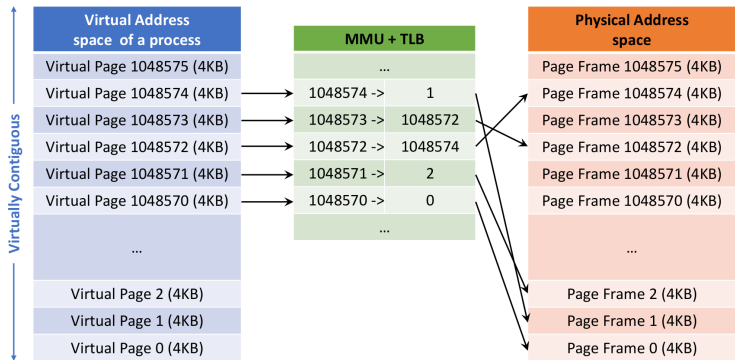 Virtually Contiguous
Virtual Address
space of a process
Virtual Page 1048575 (4KB)
Virtual Page 1048574 (4KB)
Virtual Page 1048573 (4KB)
Virtual Page 1048572 (4KB)
Virtual Page 1048571 (4KB)
Virtual Page 1048570 (4KB)
...
Virtual Page 2 (4KB)
Virtual Page 1 (4KB)
Virtual Page 0 (4KB)
MMU + TLB
...
1048574 -> 1
1048573 -> 1048572
1048572 -> 1048574
1048571 -> 2
1048570 -> 0
...
Physical Address
space
Page Frame 1048575 (4KB)
Page Frame 1048574 (4KB)
Page Frame 1048573 (4KB)
Page Frame 1048572 (4KB)
Page Frame 1048571 (4KB)
Page Frame 1048570 (4KB)
...
Page Frame 2 (4KB)
Page Frame 1 (4KB)
Page Frame 0 (4KB)